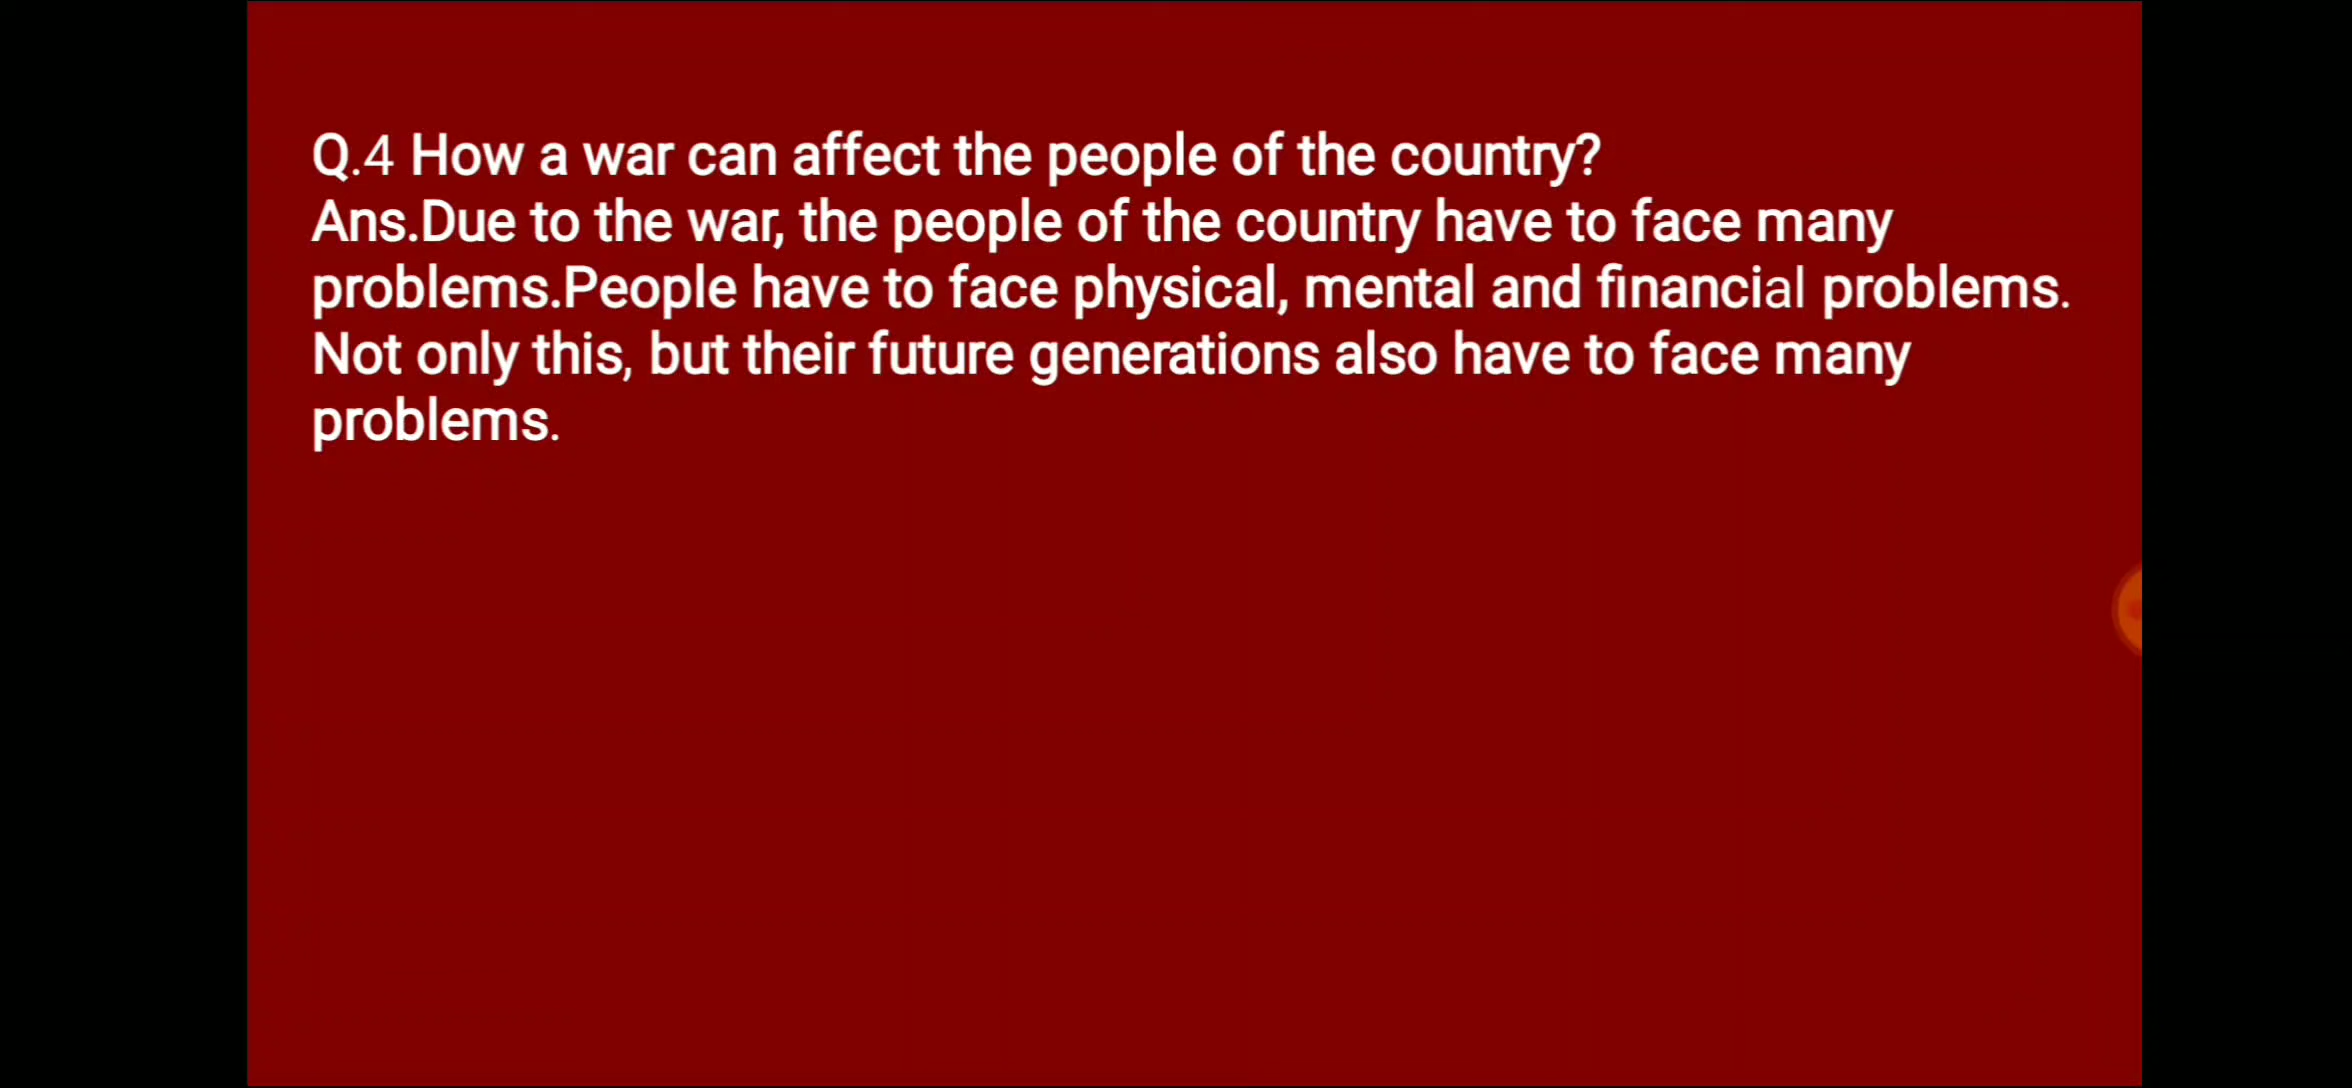 Q.4 How a war can affect the people of the country?
Ans.Due to the war, the people of the country have to face many
problems.People have to face physical, mental and financial problems.
Not only this, but their future generations also have to face many
problems.